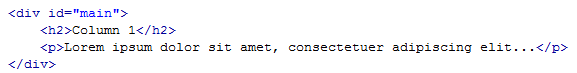 <div id="main">
    <h2>Column 1</h2>
    <p>Lorem ipsum dolor sit amet, consectetuer adipiscing elit...</p>
</div>